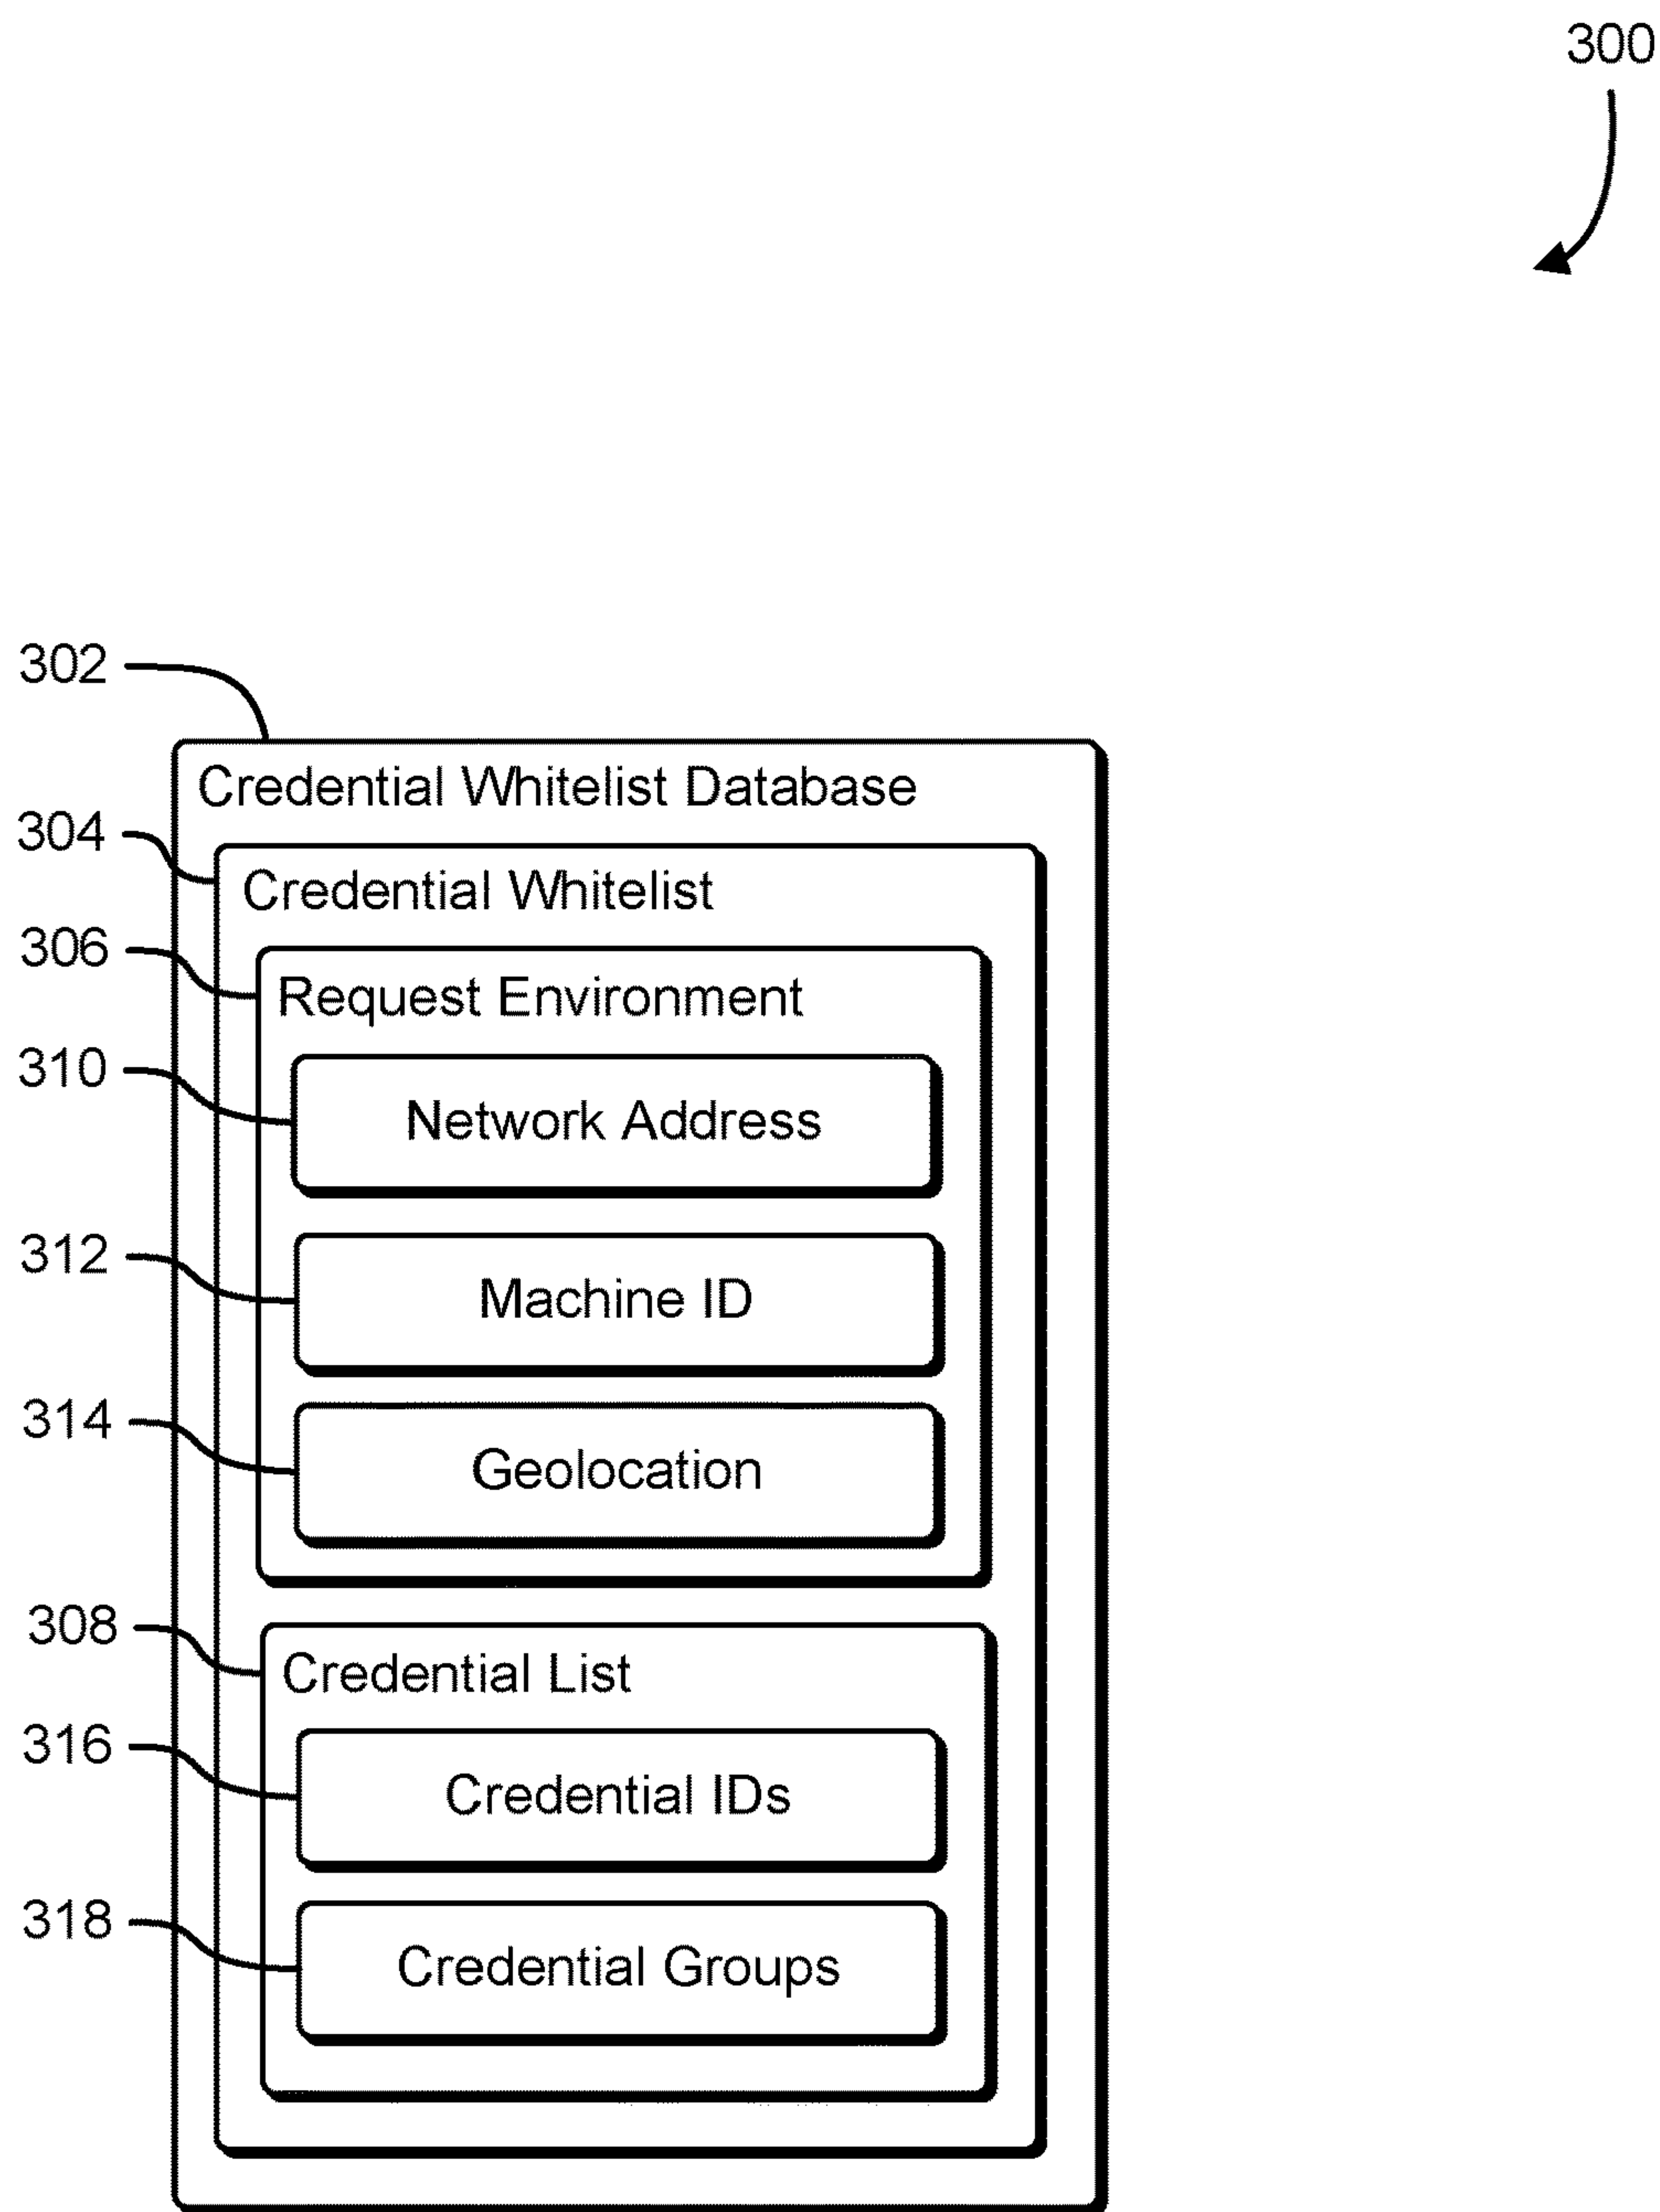 300
302
Credential Whitelist Database
304
Credential Whitelist
306
Request Environment
310
Network Address
312
Machine ID
314
Geolocation
308
Credential List
316
Credential IDs
318
Credential Groups